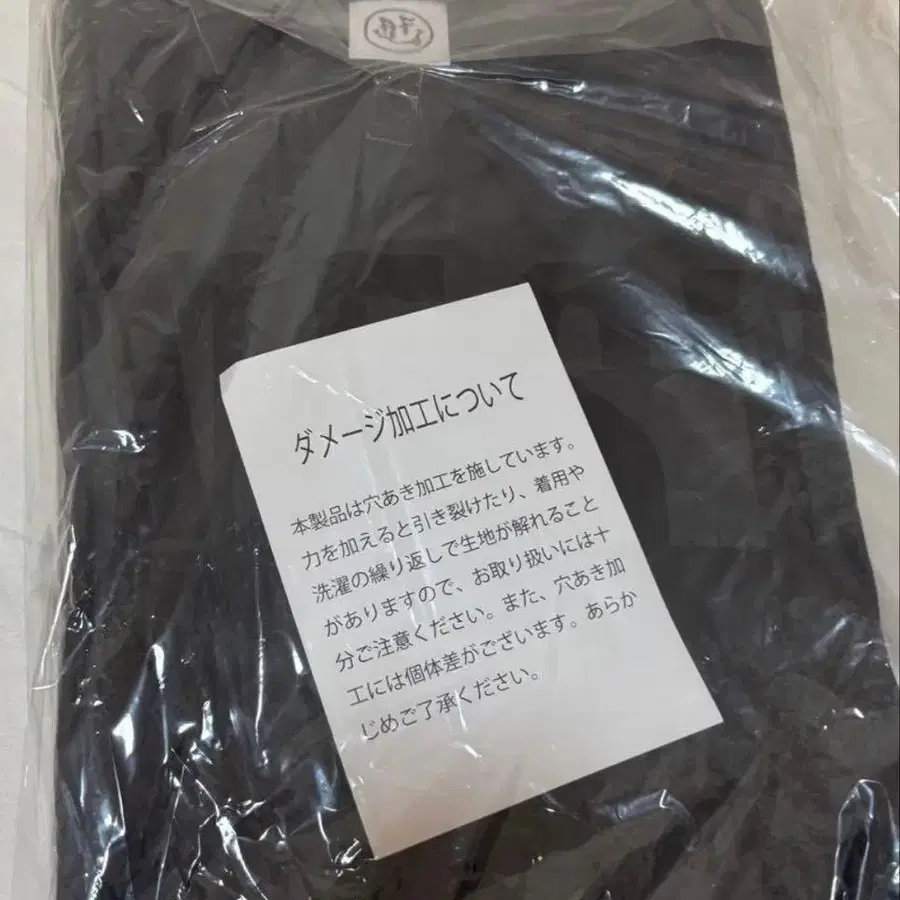 ダメージ加工について
本製品は穴あき加工を施しています。
力を加えると引き裂けたり、着用や
洗濯の繰り返しで生地が解れること
がありますので、お取り扱いには十
分ご注意ください。また、穴あき加
工には個体差がございます。あらか
じめご了承ください。